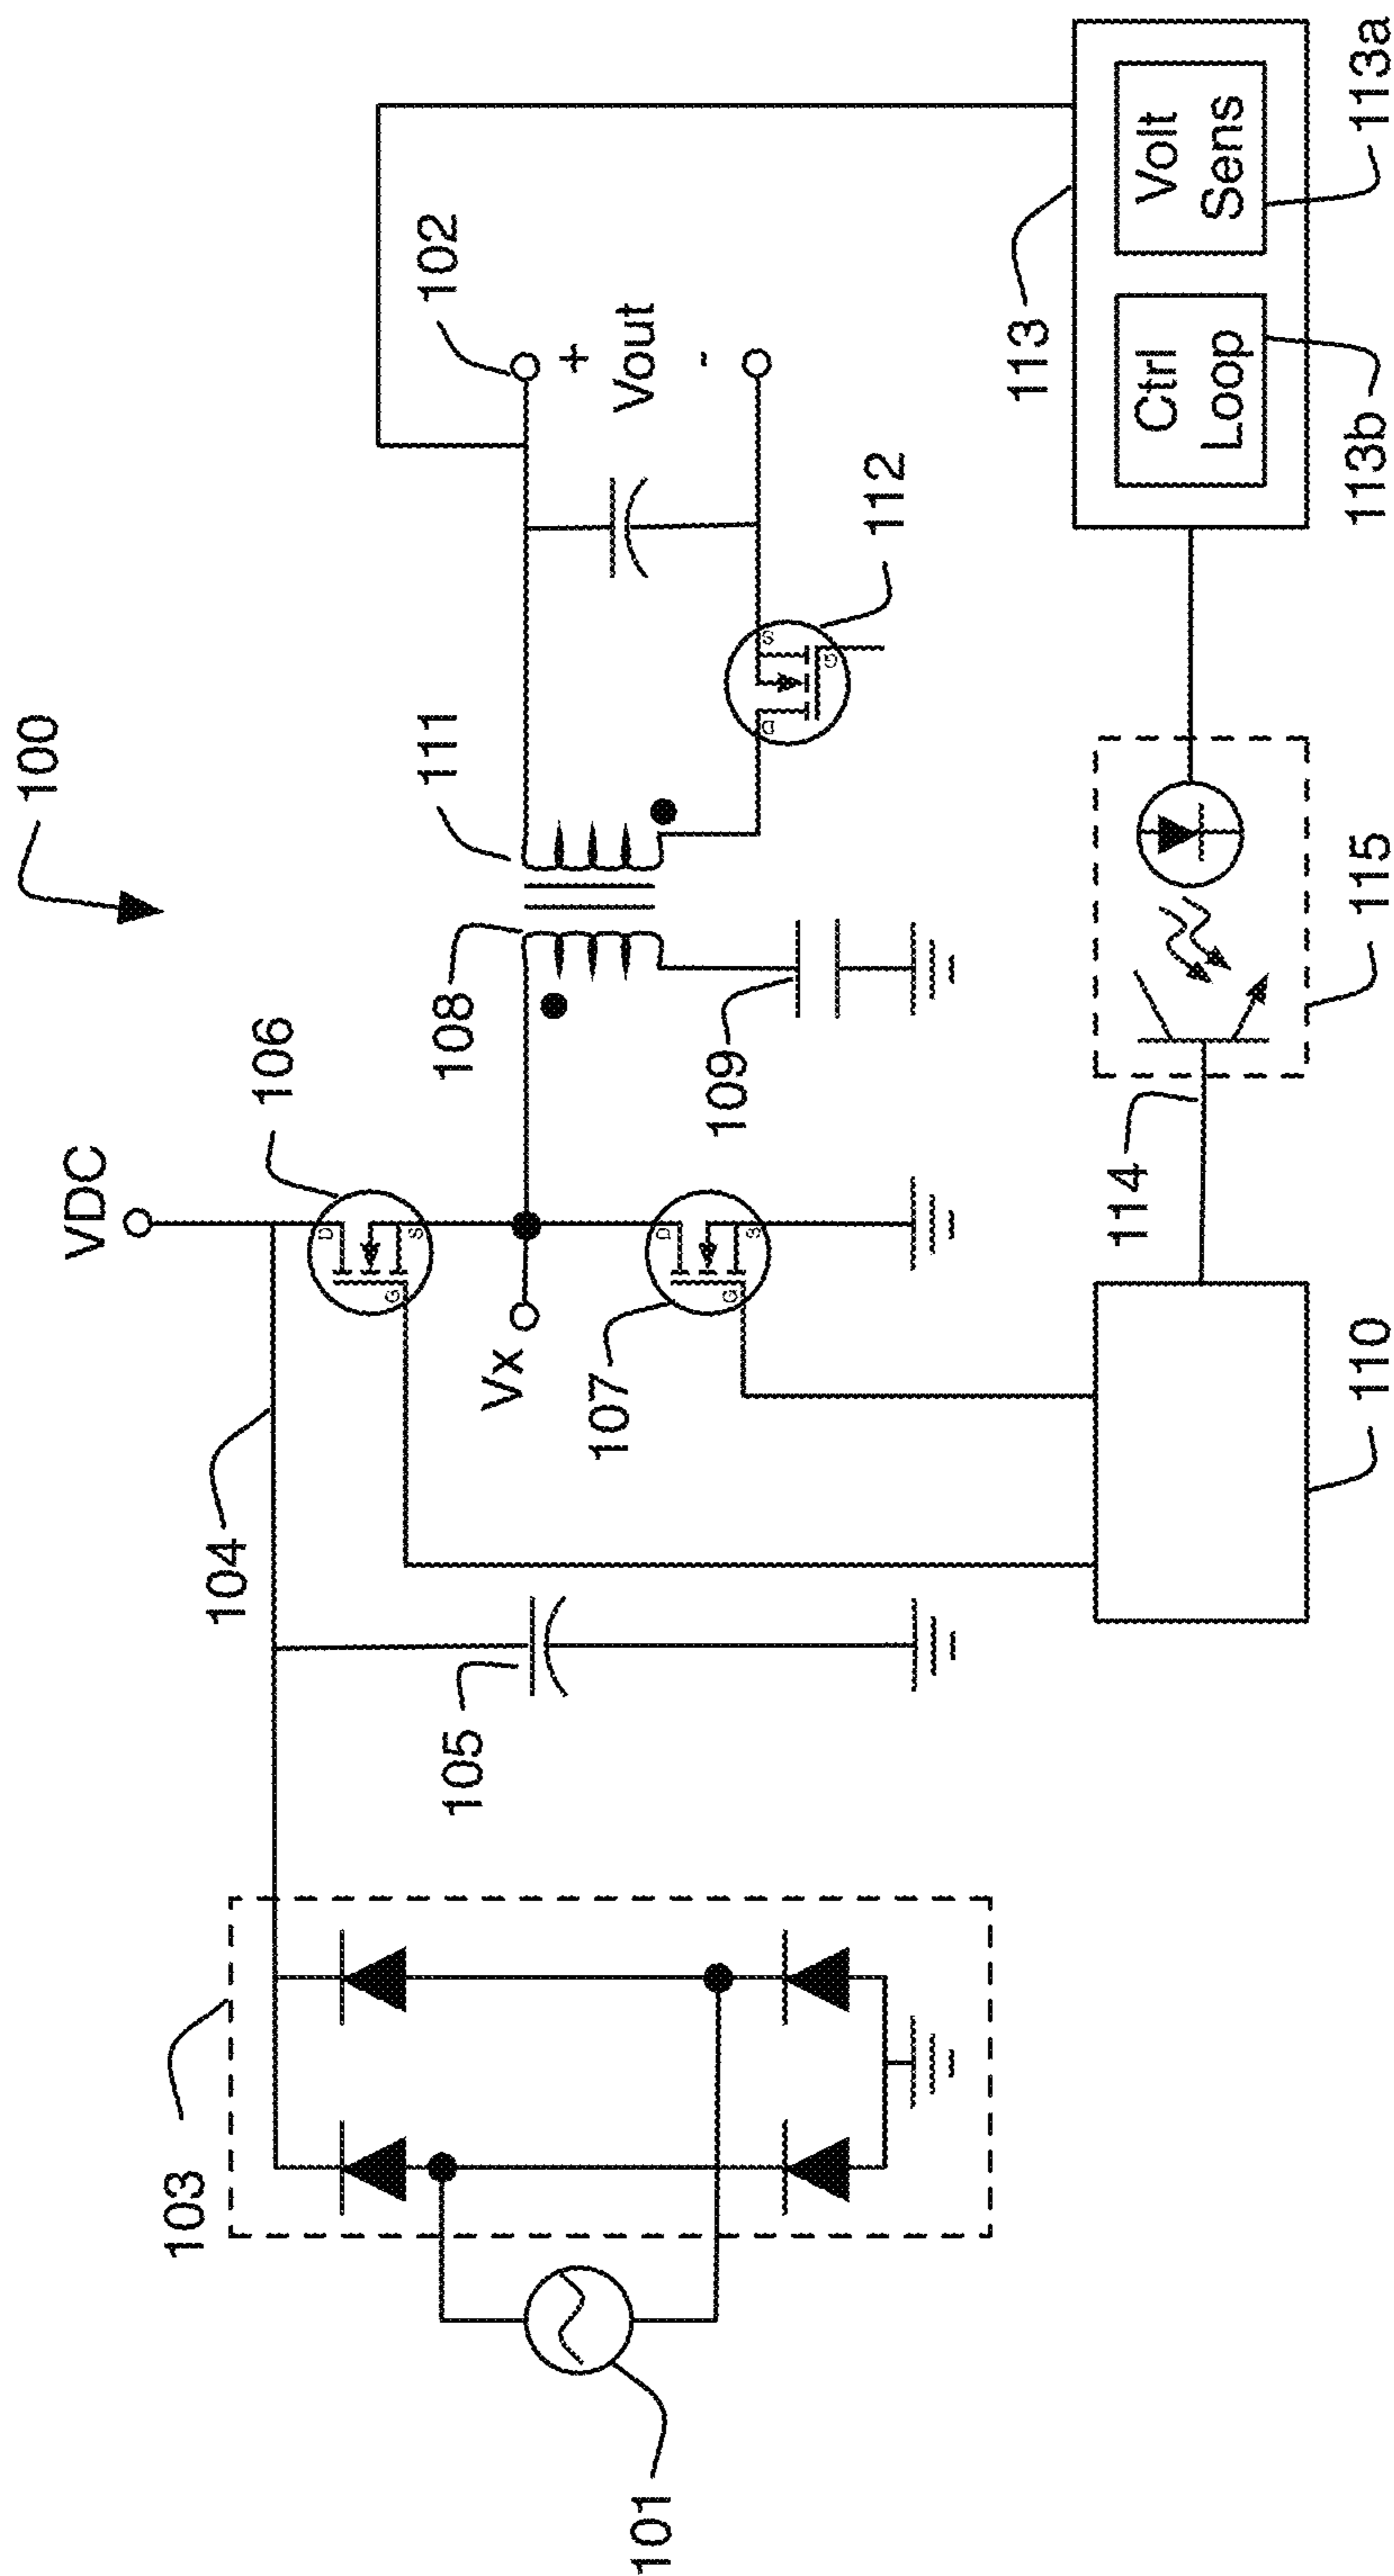 100
VDC
106
104
103
108
111
102
+
Vout
-
Vx
D
S
G
105
107
D
S
G
109
D
S
G
112
101
113
114
Ctrl
Loop
Volt
Sens
110
115
113b
113a